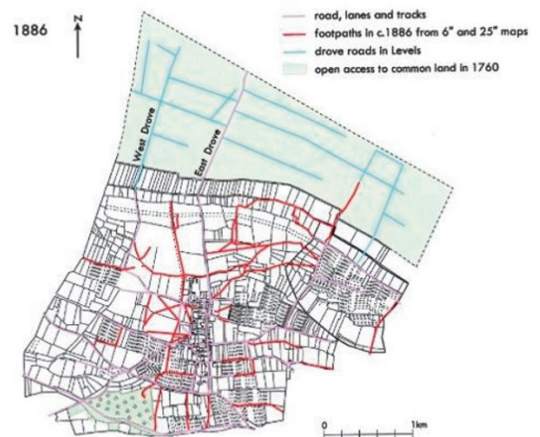 1886
N
road, lanes and tracks
footpaths in c.1886 from 6" and 25" maps
drove roads in Levels
open access to common land in 1760
West Drove
East Drove
0 1km